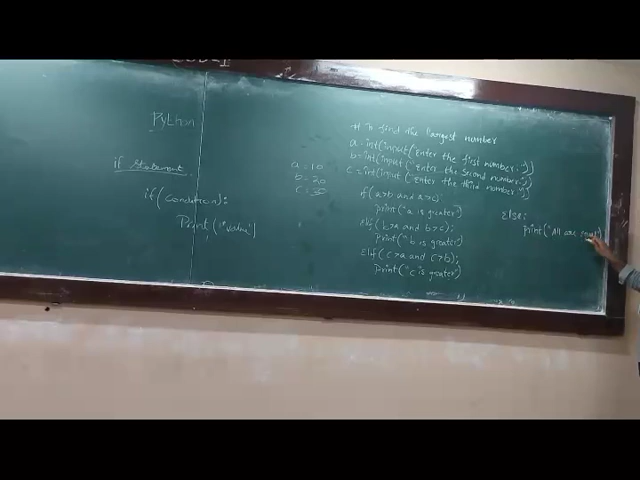 Python
if statement
if(condition):
Print("value")
a=10
b=20
c=30
# To find the largest number
a=int(input("Enter the first number:"))
b=int(input("Enter the second number:"))
c=int(input("Enter the third number:"))
if(a>b and a>c):
print("a is greater")
elif(b>a and b>c):
print("b is greater")
elif(c>a and c>b):
print("c is greater")
else:
print("All are equal")